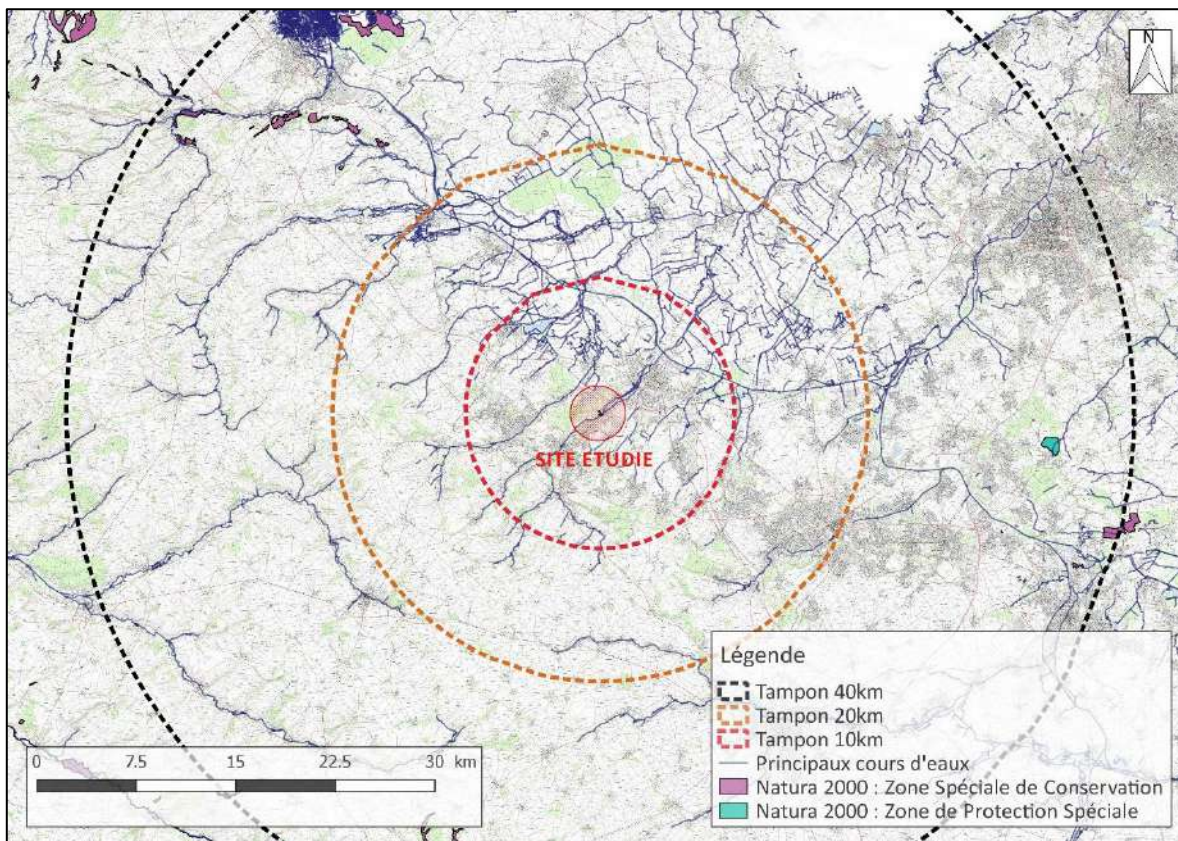 N
SITE ETUDIE
Légende
Tampon 40km
Tampon 20km
Tampon 10km
Principaux cours d'eaux
Natura 2000 : Zone Spéciale de Conservation
Natura 2000 : Zone de Protection Spéciale
0 7.5 15 22.5 30 km